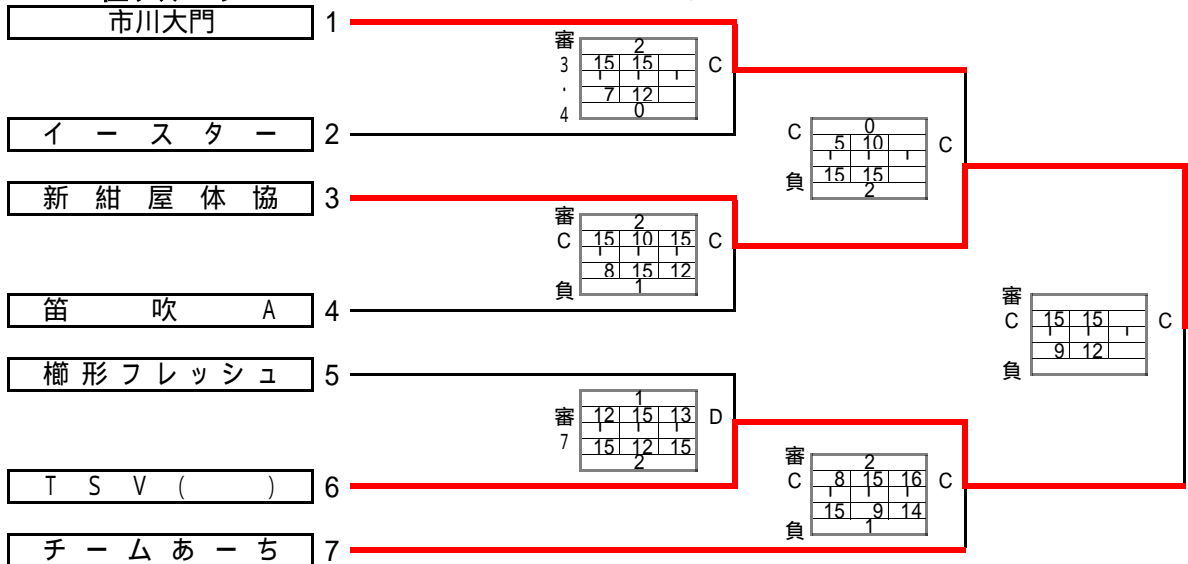 市川大門 1
審 2
3 15 15 C
・ 7 12
4 0
イースター 2
C 0
5 10 C
15 15
負 2
新紺屋体協 3
審 2
C 15 10 15 C
8 15 12
負 1
笛吹A 4
審
C 15 15 C
9 12
負
櫛形フレッシュ 5
1
審 12 15 13 D
7 15 12 15
2
審 2
C 8 15 16 C
15 9 14
負 1
TSV( ) 6
チームあーち 7